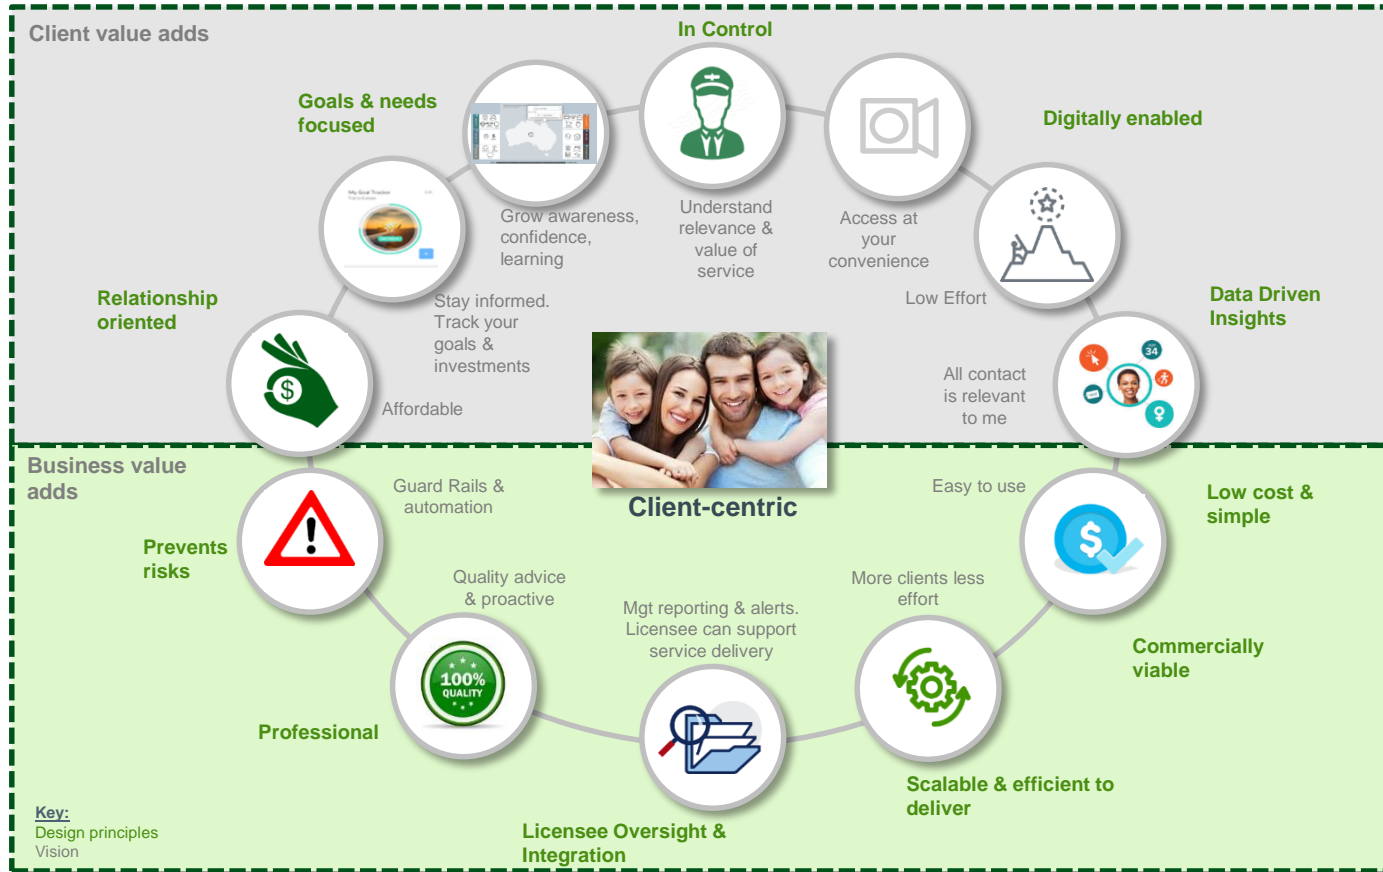 Client value adds
In Control
Goals & needs
focused
Digitally enabled
My Goal Tracker
Grow awareness,
confidence,
learning
Understand
relevance &
value of
service
Access at
your
convenience
Relationship
oriented
Stay informed.
Track your
goals &
investments
Low Effort
Data Driven
Insights
34
$
Affordable
All contact
is relevant
to me
Client-centric
Business value
adds
Guard Rails &
automation
Easy to use
Low cost &
simple
$
Prevents
risks
!
Quality advice
& proactive
More clients less
effort
Mgt reporting & alerts.
Licensee can support
service delivery
Commercially
viable
100%
QUALITY
Professional
Scalable & efficient to
deliver
Licensee Oversight &
Integration
Key:
Design principles
Vision